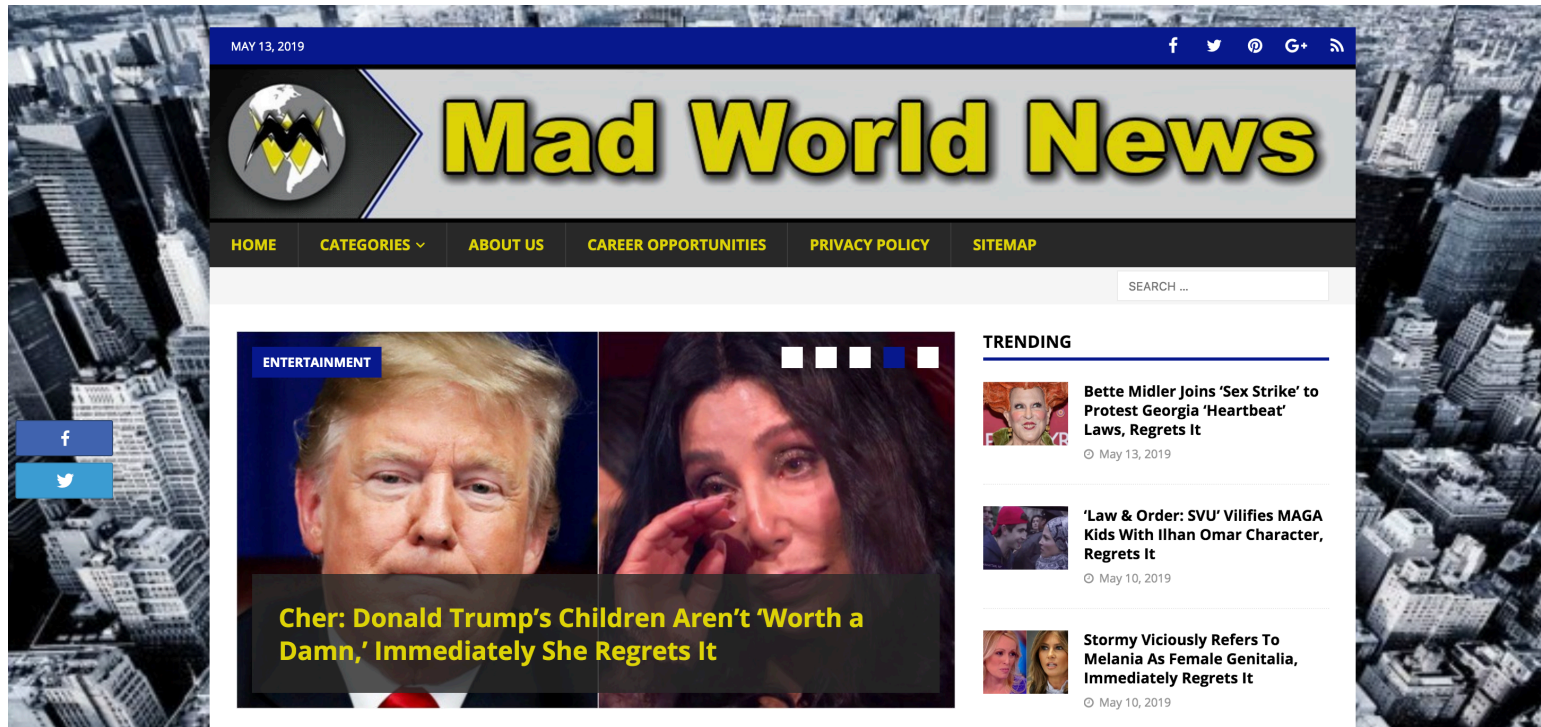 MAY 13, 2019
Mad World News
HOME CATEGORIES ABOUT US CAREER OPPORTUNITIES PRIVACY POLICY SITEMAP
SEARCH …
ENTERTAINMENT
Cher: Donald Trump’s Children Aren’t ‘Worth a
Damn,’ Immediately She Regrets It
TRENDING
Bette Midler Joins ‘Sex Strike’ to
Protest Georgia ‘Heartbeat’
Laws, Regrets It
May 13, 2019
‘Law & Order: SVU’ Vilifies MAGA
Kids With Ilhan Omar Character,
Regrets It
May 10, 2019
Stormy Viciously Refers To
Melania As Female Genitalia,
Immediately Regrets It
May 10, 2019